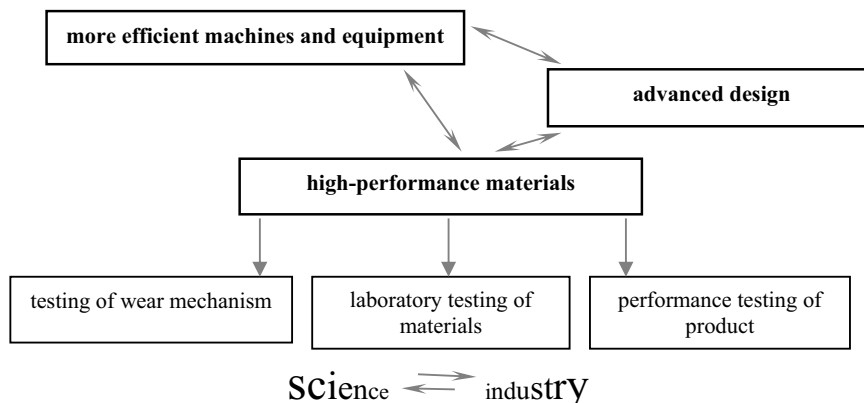 more efficient machines and equipment
advanced design
high-performance materials
testing of wear mechanism
laboratory testing of
materials
performance testing of
product
science industry